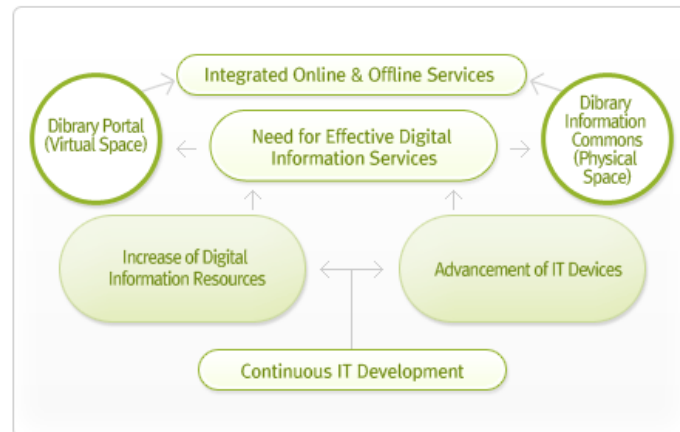 Integrated Online & Offline Services
Dibrary Portal
(Virtual Space)
Need for Effective Digital
Information Services
Dibrary
Information
Commons
(Physical
Space)
Increase of Digital
Information Resources
Advancement of IT Devices
Continuous IT Development